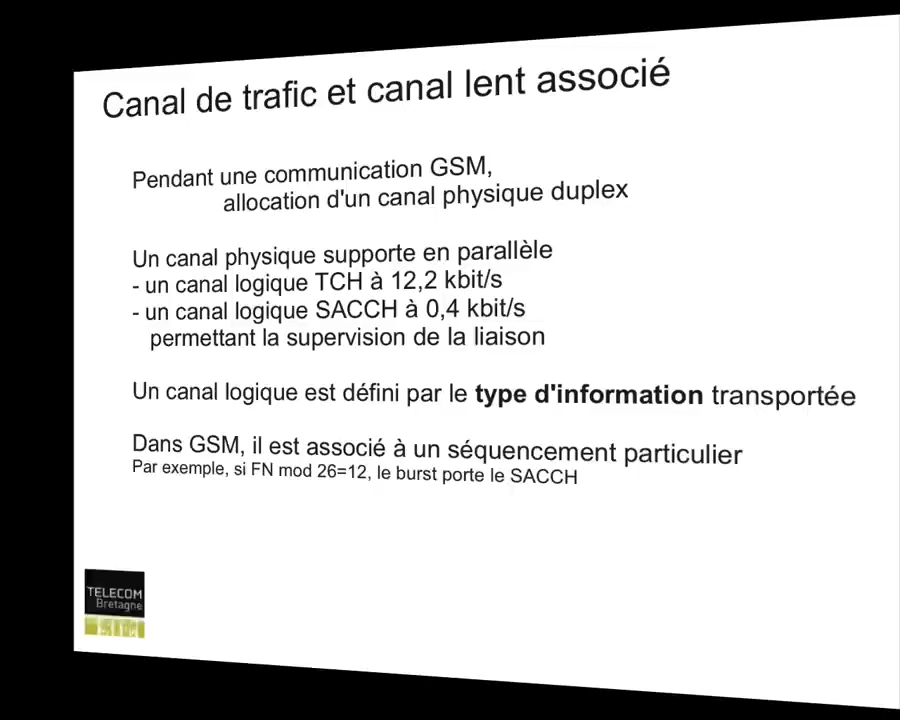 Canal de trafic et canal lent associé
Pendant une communication GSM,
allocation d'un canal physique duplex
Un canal physique supporte en parallèle
- un canal logique TCH à 12,2 kbit/s
- un canal logique SACCH à 0,4 kbit/s
permettant la supervision de la liaison
Un canal logique est défini par le type d'information transportée
Dans GSM, il est associé à un séquencement particulier
Par exemple, si FN mod 26=12, le burst porte le SACCH
TELECOM
Bretagne